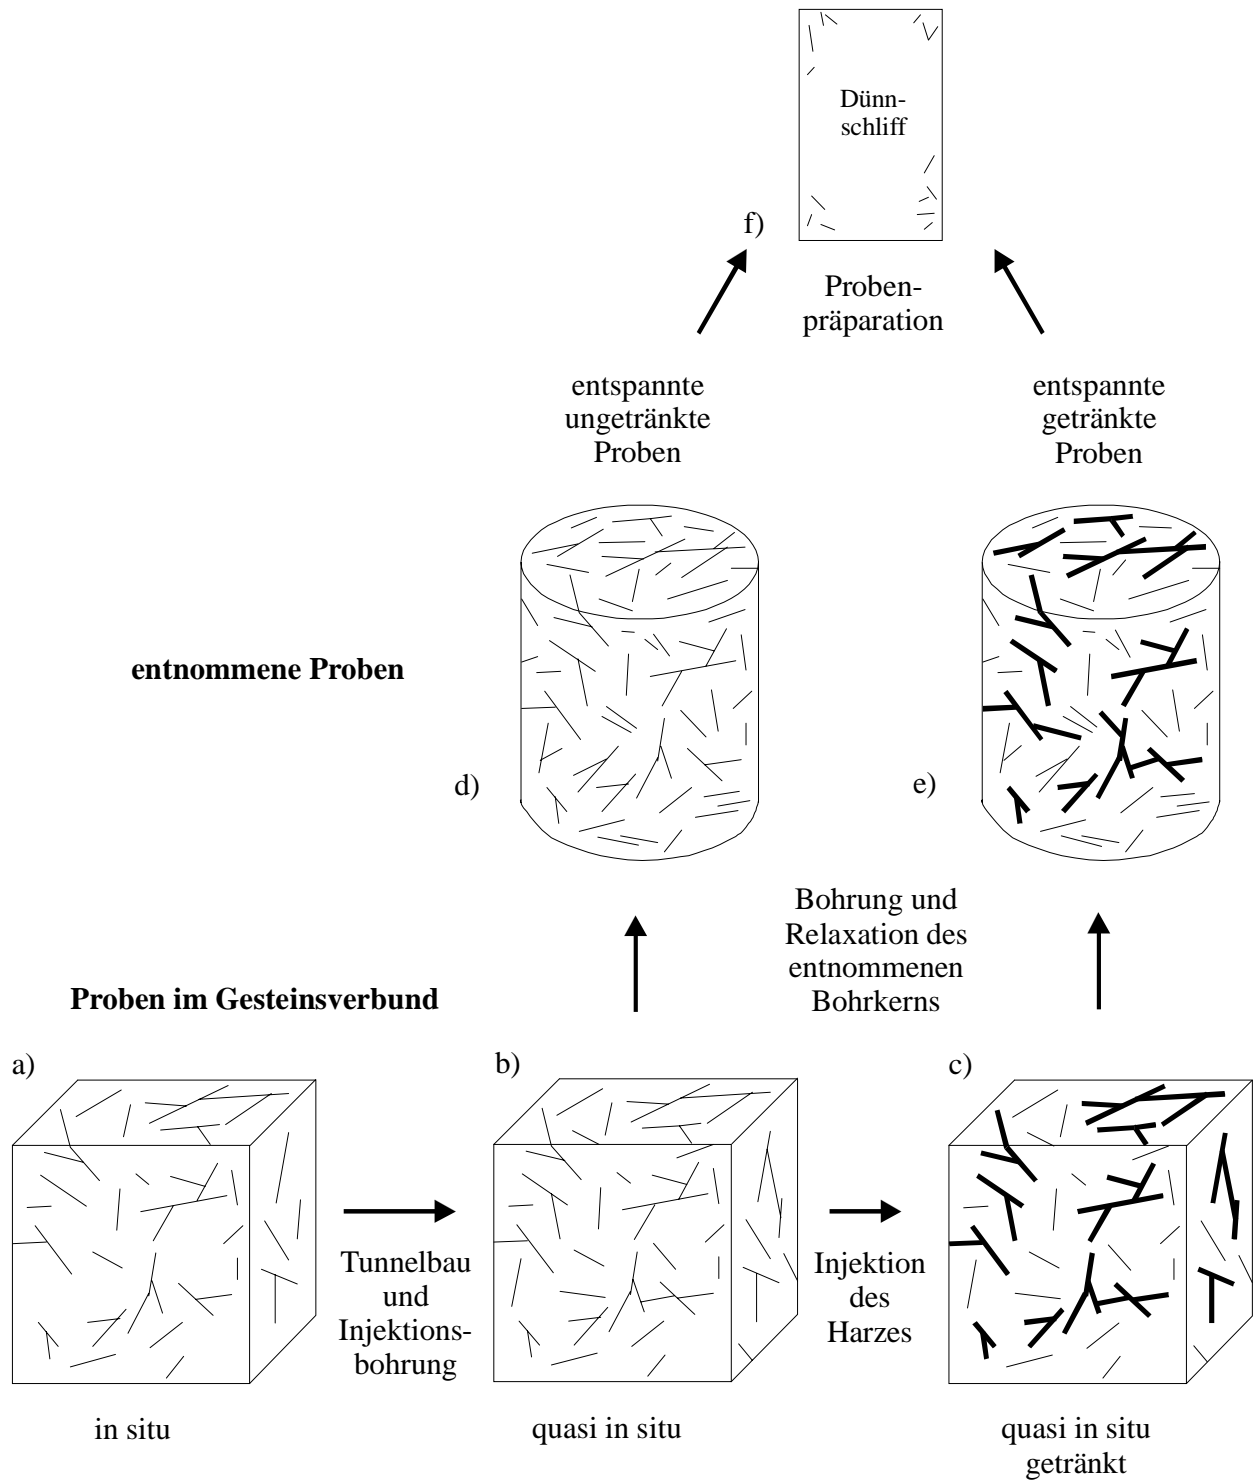 Dünn-
schliff
f)
Proben-
präparation
entspannte
ungetränkte
Proben
entspannte
getränkte
Proben
entnommene Proben
d)
e)
Bohrung und
Relaxation des
entnommenen
Bohrkerns
Proben im Gesteinsverbund
a)
b)
c)
Tunnelbau
und
Injektions-
bohrung
Injektion
des
Harzes
in situ
quasi in situ
quasi in situ
getränkt